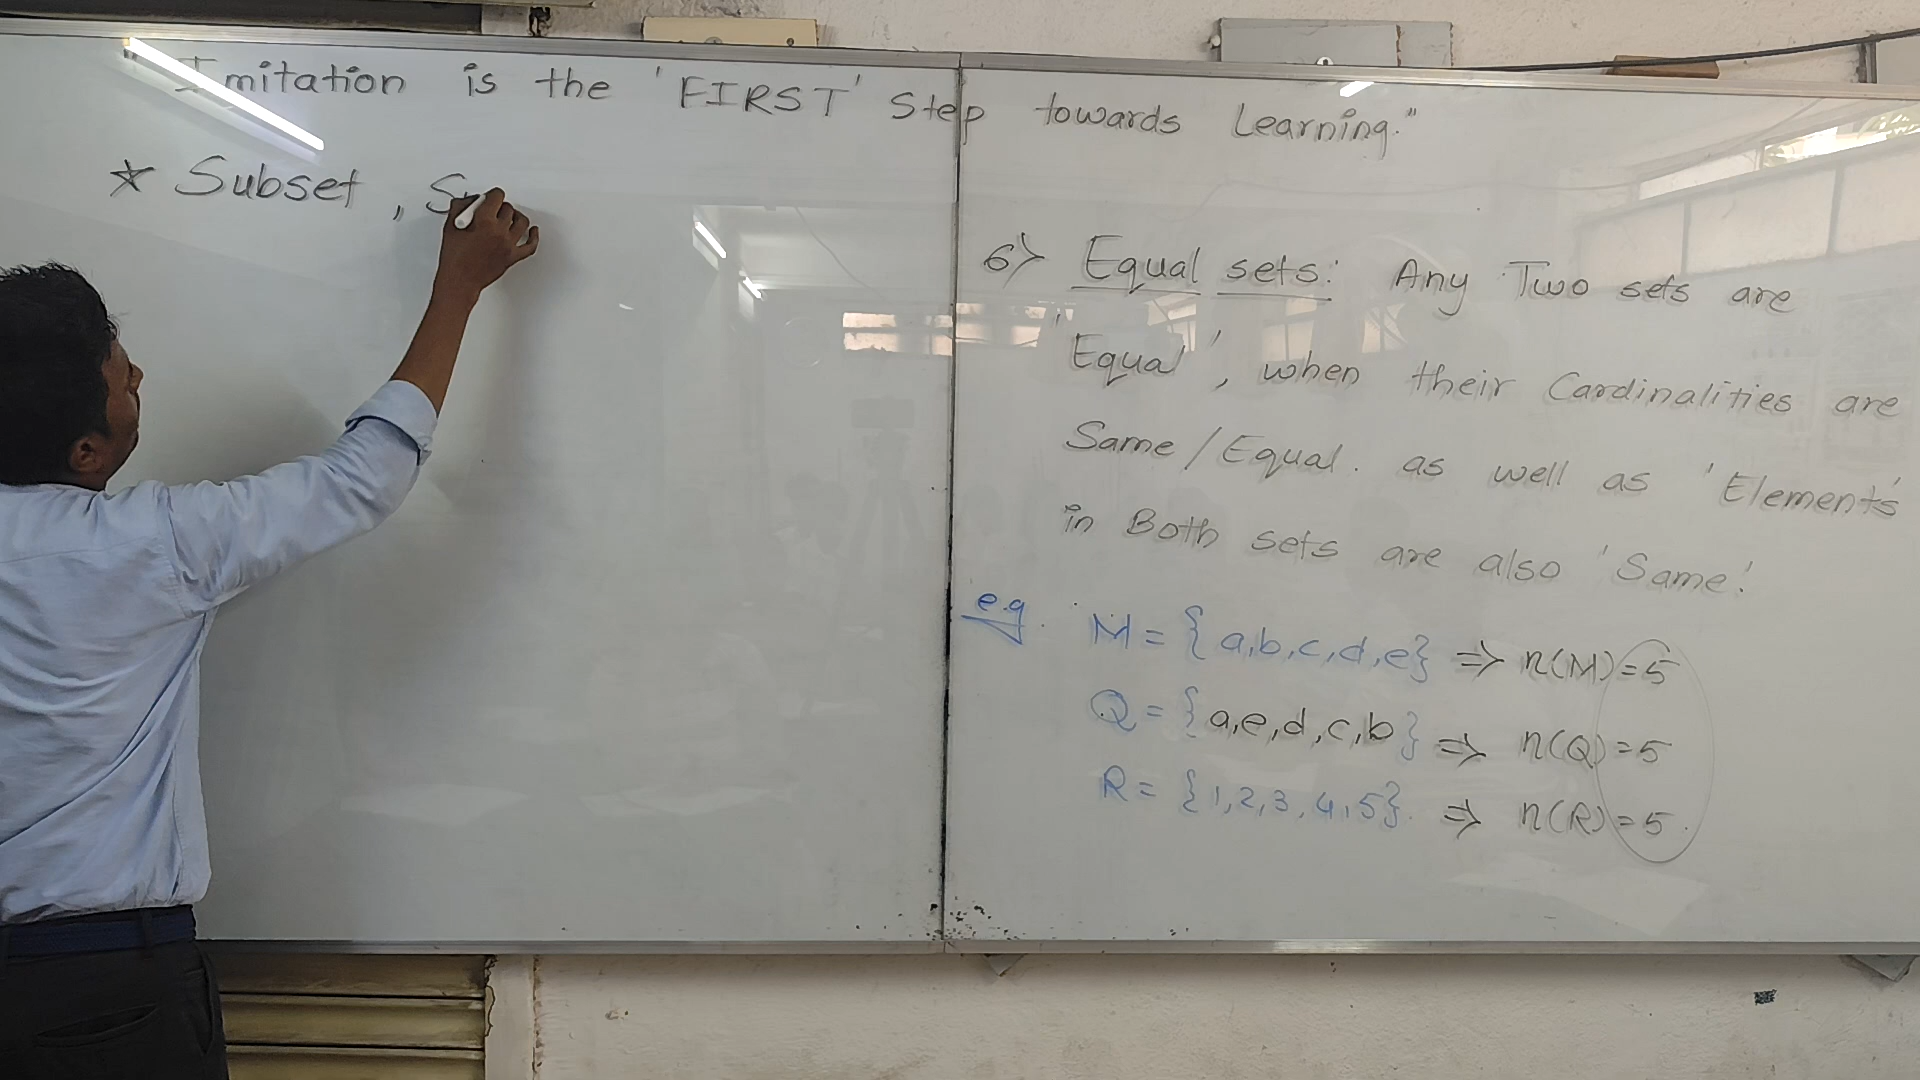 Imitation is the 'FIRST' Step towards Learning."
* Subset, S
6> Equal sets: Any Two sets are
'Equal', when their Cardinalities are
Same/Equal. as well as 'Elements'
in Both sets are also 'Same'.
e.g. M = {a,b,c,d,e} => n(M)=5
Q = {a,e,d,c,b} => n(Q)=5
R = {1,2,3,4,5}. => n(R)=5.